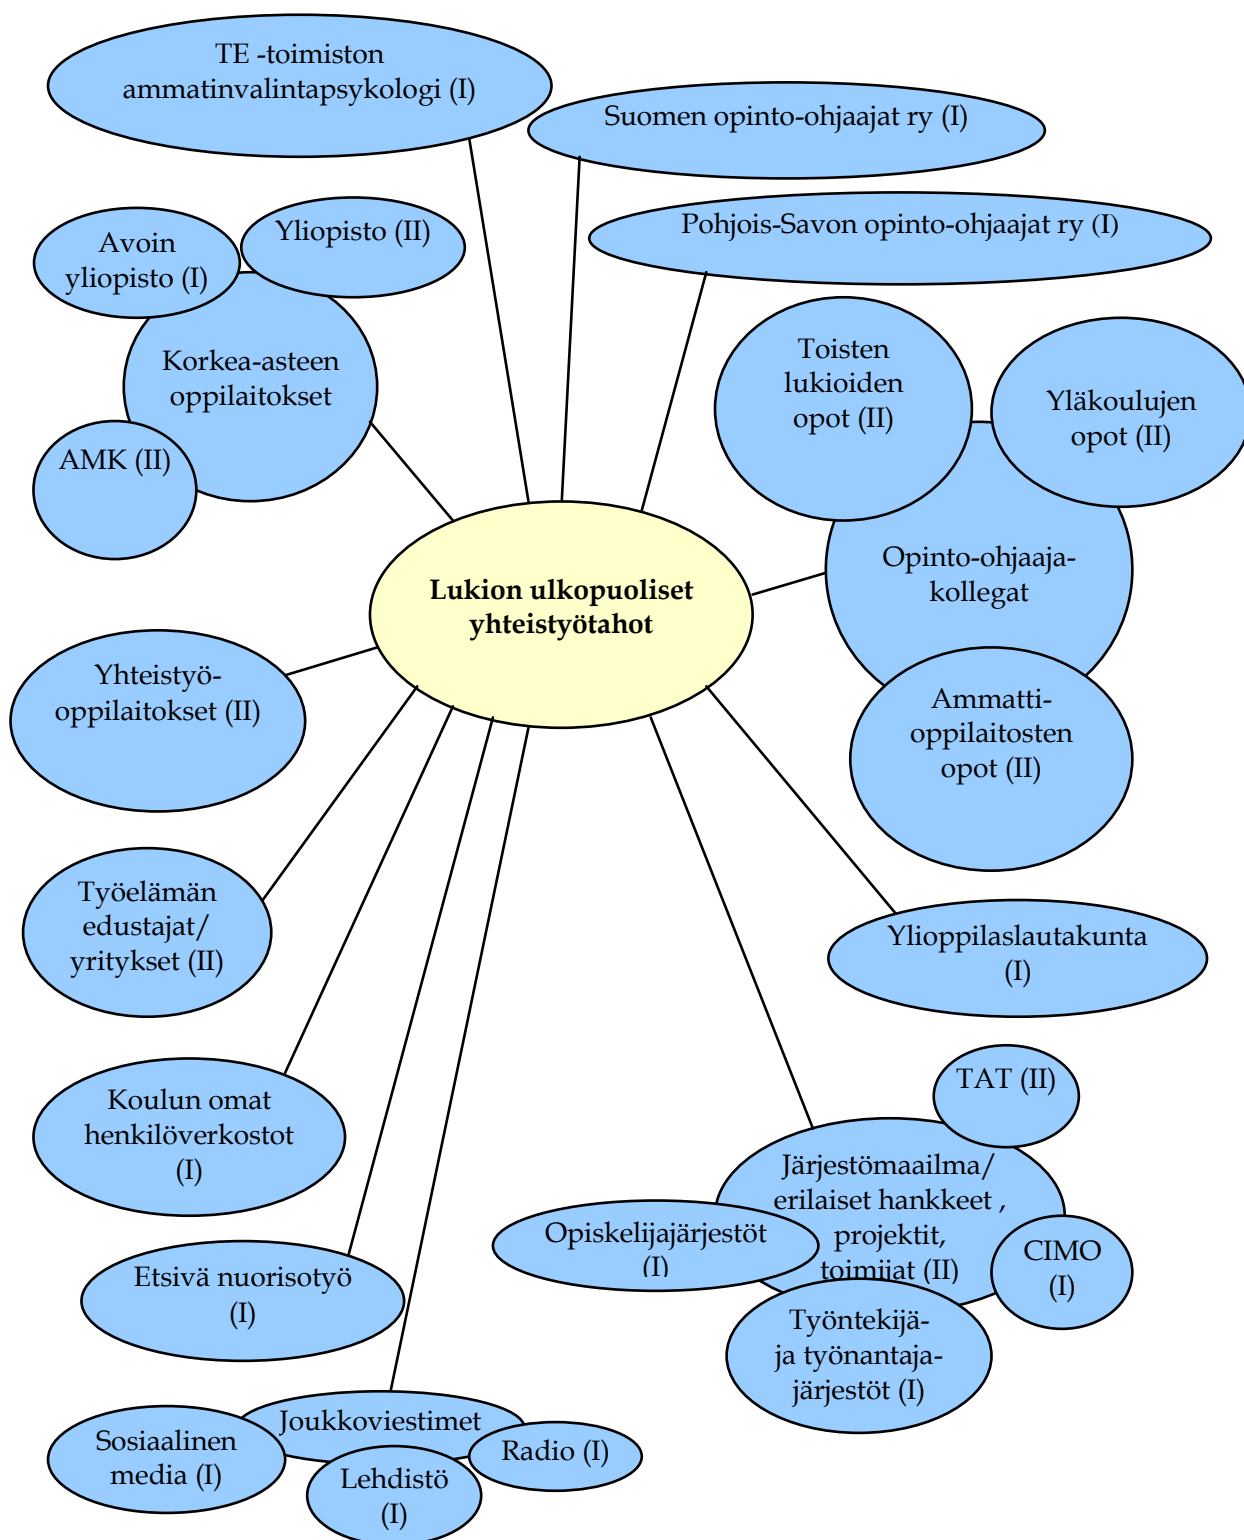 TE -toimiston
ammatinvalintapsykologi (I)
Suomen opinto-ohjaajat ry (I)
Pohjois-Savon opinto-ohjaajat ry (I)
Avoin
yliopisto (I)
Yliopisto (II)
Korkea-asteen
oppilaitokset
AMK (II)
Toisten
lukioiden
opot (II)
Yläkoulujen
opot (II)
Opinto-ohjaaja-
kollegat
Ammatti-
oppilaitosten
opot (II)
Lukion ulkopuoliset
yhteistyötahot
Yhteistyö-
oppilaitokset (II)
Työelämän
edustajat/
yritykset (II)
Ylioppilaslautakunta
(I)
Koulun omat
henkilöverkostot
(I)
TAT (II)
Järjestömaailma/
erilaiset hankkeet ,
projektit,
toimijat (II)
Opiskelijajärjestöt
(I)
CIMO
(I)
Työntekijä-
ja työnantaja-
järjestöt (I)
Etsivä nuorisotyö
(I)
Joukkoviestimet
Sosiaalinen
media (I)
Lehdistö
(I)
Radio (I)